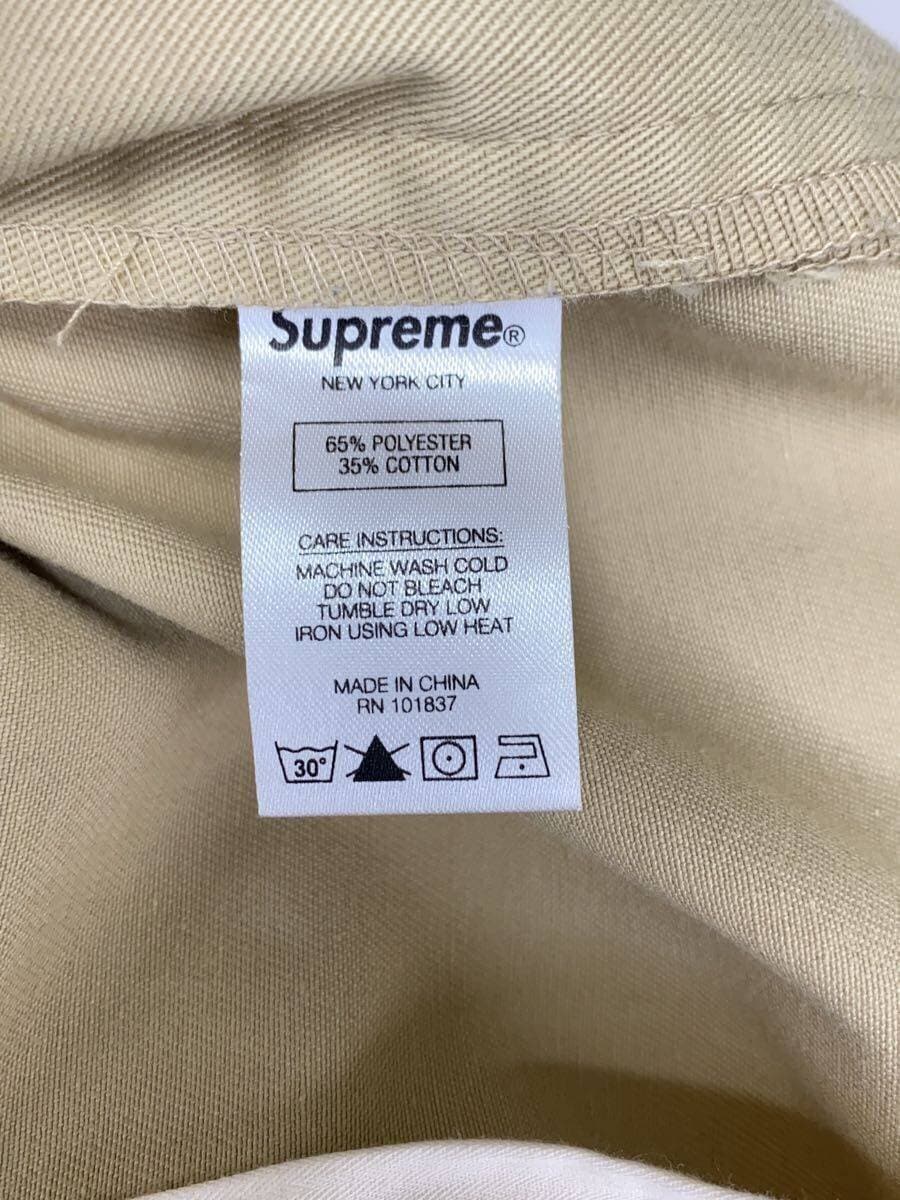 Supreme®
NEW YORK CITY
65% POLYESTER
35% COTTON
CARE INSTRUCTIONS:
MACHINE WASH COLD
DO NOT BLEACH
TUMBLE DRY LOW
IRON USING LOW HEAT
MADE IN CHINA
RN 101837
30°